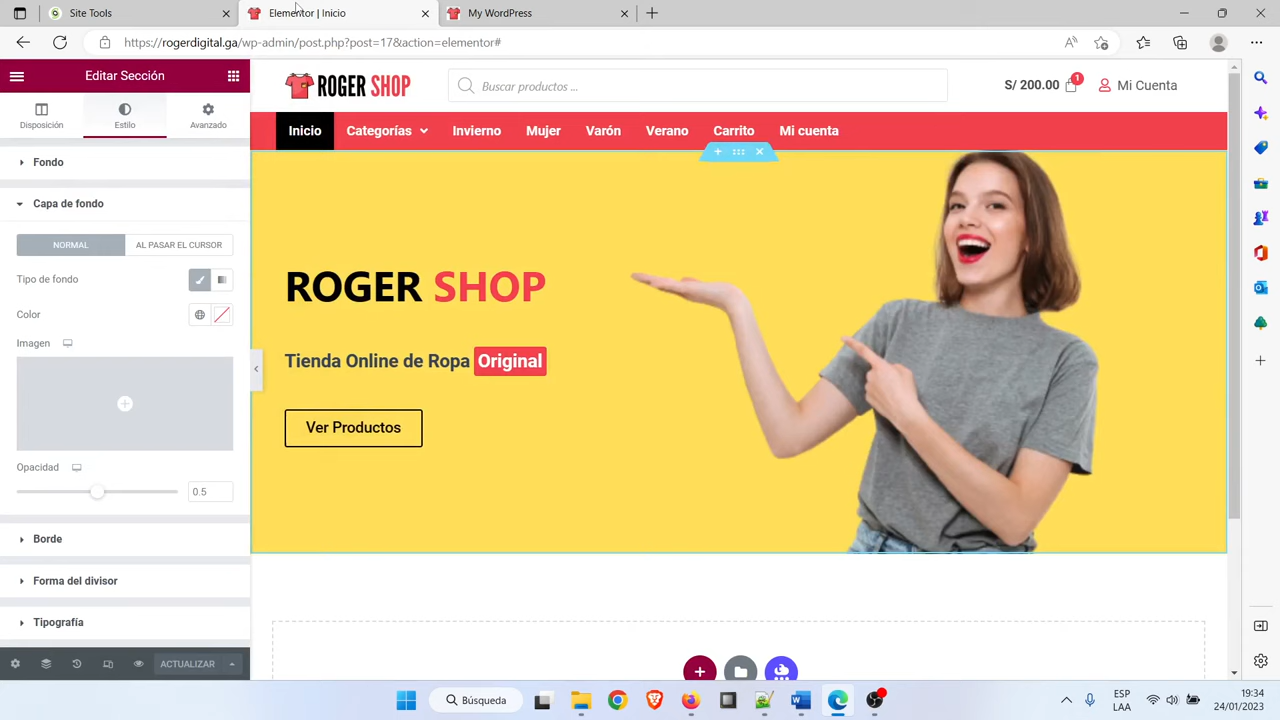 Site Tools
Elementor | Inicio
My WordPress
https://rogerdigital.ga/wp-admin/post.php?post=17&action=elementor#
Editar Sección
Disposición
Estilo
Avanzado
Fondo
Capa de fondo
NORMAL
AL PASAR EL CURSOR
Tipo de fondo
Color
Imagen
Opacidad
0.5
Borde
Forma del divisor
Tipografía
ACTUALIZAR
ROGER SHOP
Buscar productos ...
S/ 200.00
1
Mi Cuenta
Inicio
Categorías
Invierno
Mujer
Varón
Verano
Carrito
Mi cuenta
ROGER SHOP
Tienda Online de Ropa Original
Ver Productos
Búsqueda
ESP
LAA
19:34
24/01/2023